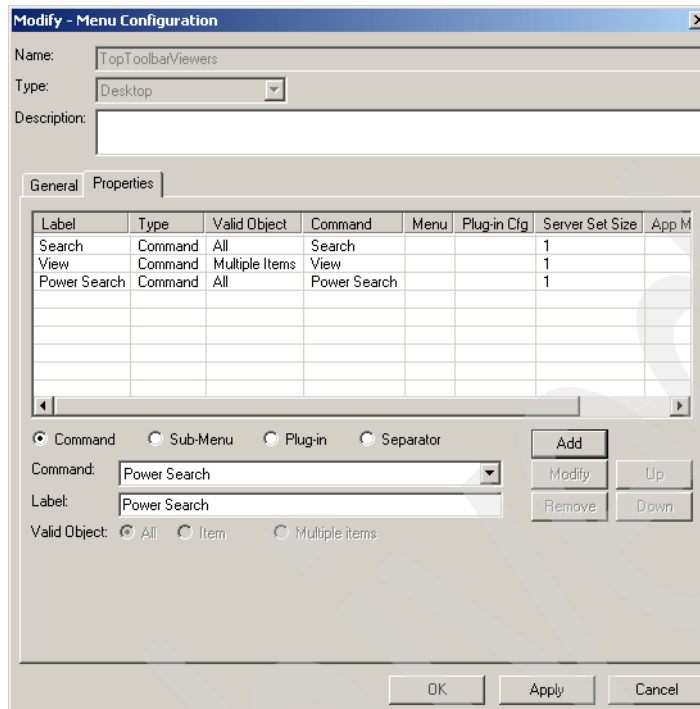 Modify - Menu Configuration
Name: TopToolbarViewers
Type: Desktop
Description:
General Properties
Label Type Valid Object Command Menu Plug-in Cfg Server Set Size App M
Search Command All Search 1
View Command Multiple Items View 1
Power Search Command All Power Search 1
Command Sub-Menu Plug-in Separator Add
Command: Power Search Modify Up
Label: Power Search Remove Down
Valid Object: All Item Multiple items
OK Apply Cancel